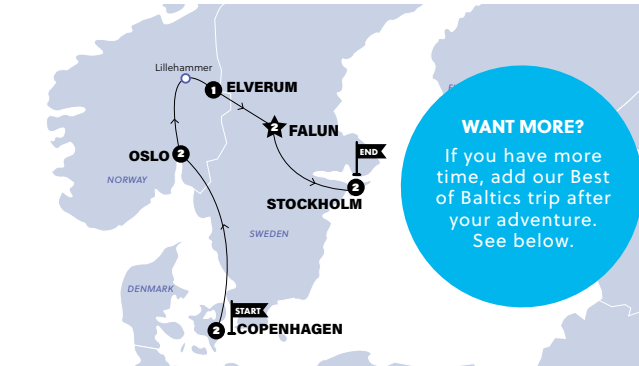 Lillehammer
1 ELVERUM
2 FALUN
OSLO 2
END
2
STOCKHOLM
NORWAY
SWEDEN
DENMARK
START
2 COPENHAGEN
WANT MORE?
If you have more
time, add our Best
of Baltics trip after
your adventure.
See below.